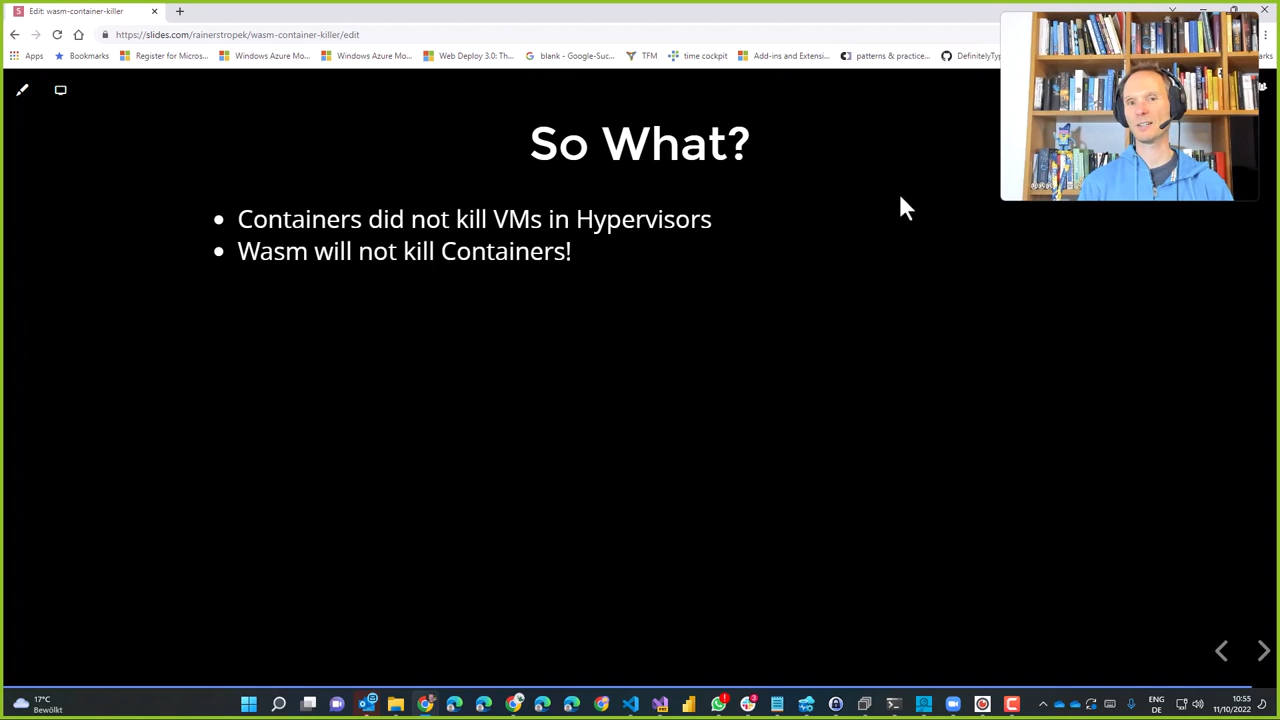 Edit: wasm-container-killer
https://slides.com/rainerstropek/wasm-container-killer/edit
Apps
Bookmarks
Register for Micros...
Windows Azure Mo...
Windows Azure Mo...
Web Deploy 3.0: Th...
blank - Google-Suc...
TFM
time cockpit
Add-ins and Extensi...
patterns & practice...
DefinitelyTyp
So What?
Containers did not kill VMs in Hypervisors
Wasm will not kill Containers!
17°C
Bewölkt
ENG
DE
10:55
11/10/2022